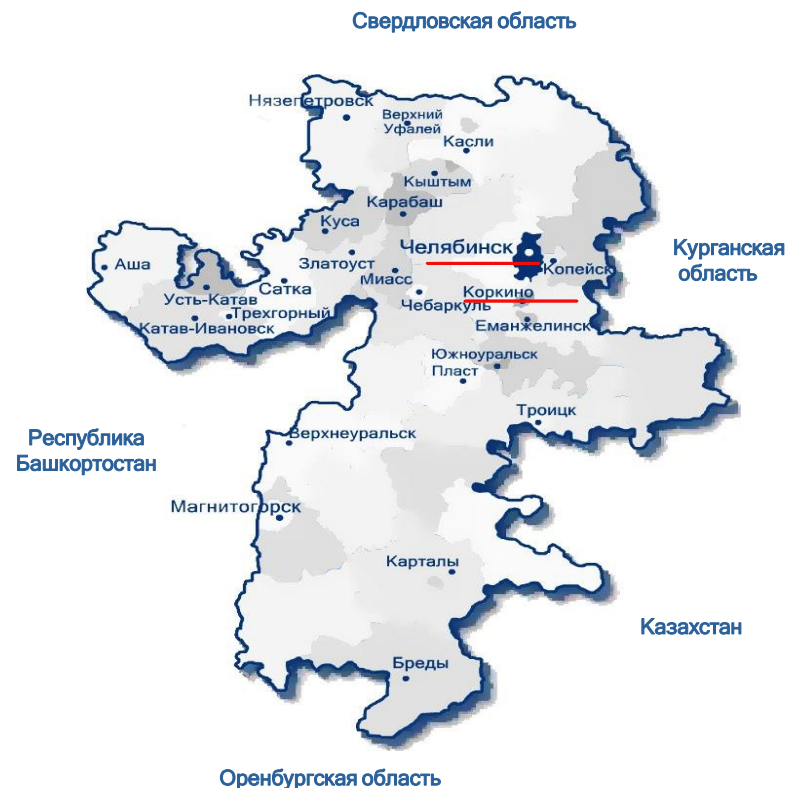 Свердловская область
Нязепетровск
Верхний
Уфалей
Касли
Кыштым
Карабаш
Куса
Челябинск
Курганская
область
Аша
Златоуст
Копейск
Миасс
Сатка
Коркино
Усть-Катав
Чебаркуль
Трехгорный
Катав-Ивановск
Еманжелинск
Южноуральск
Пласт
Троицк
Республика
Башкортостан
Верхнеуральск
Магнитогорск
Карталы
Казахстан
Бреды
Оренбургская область